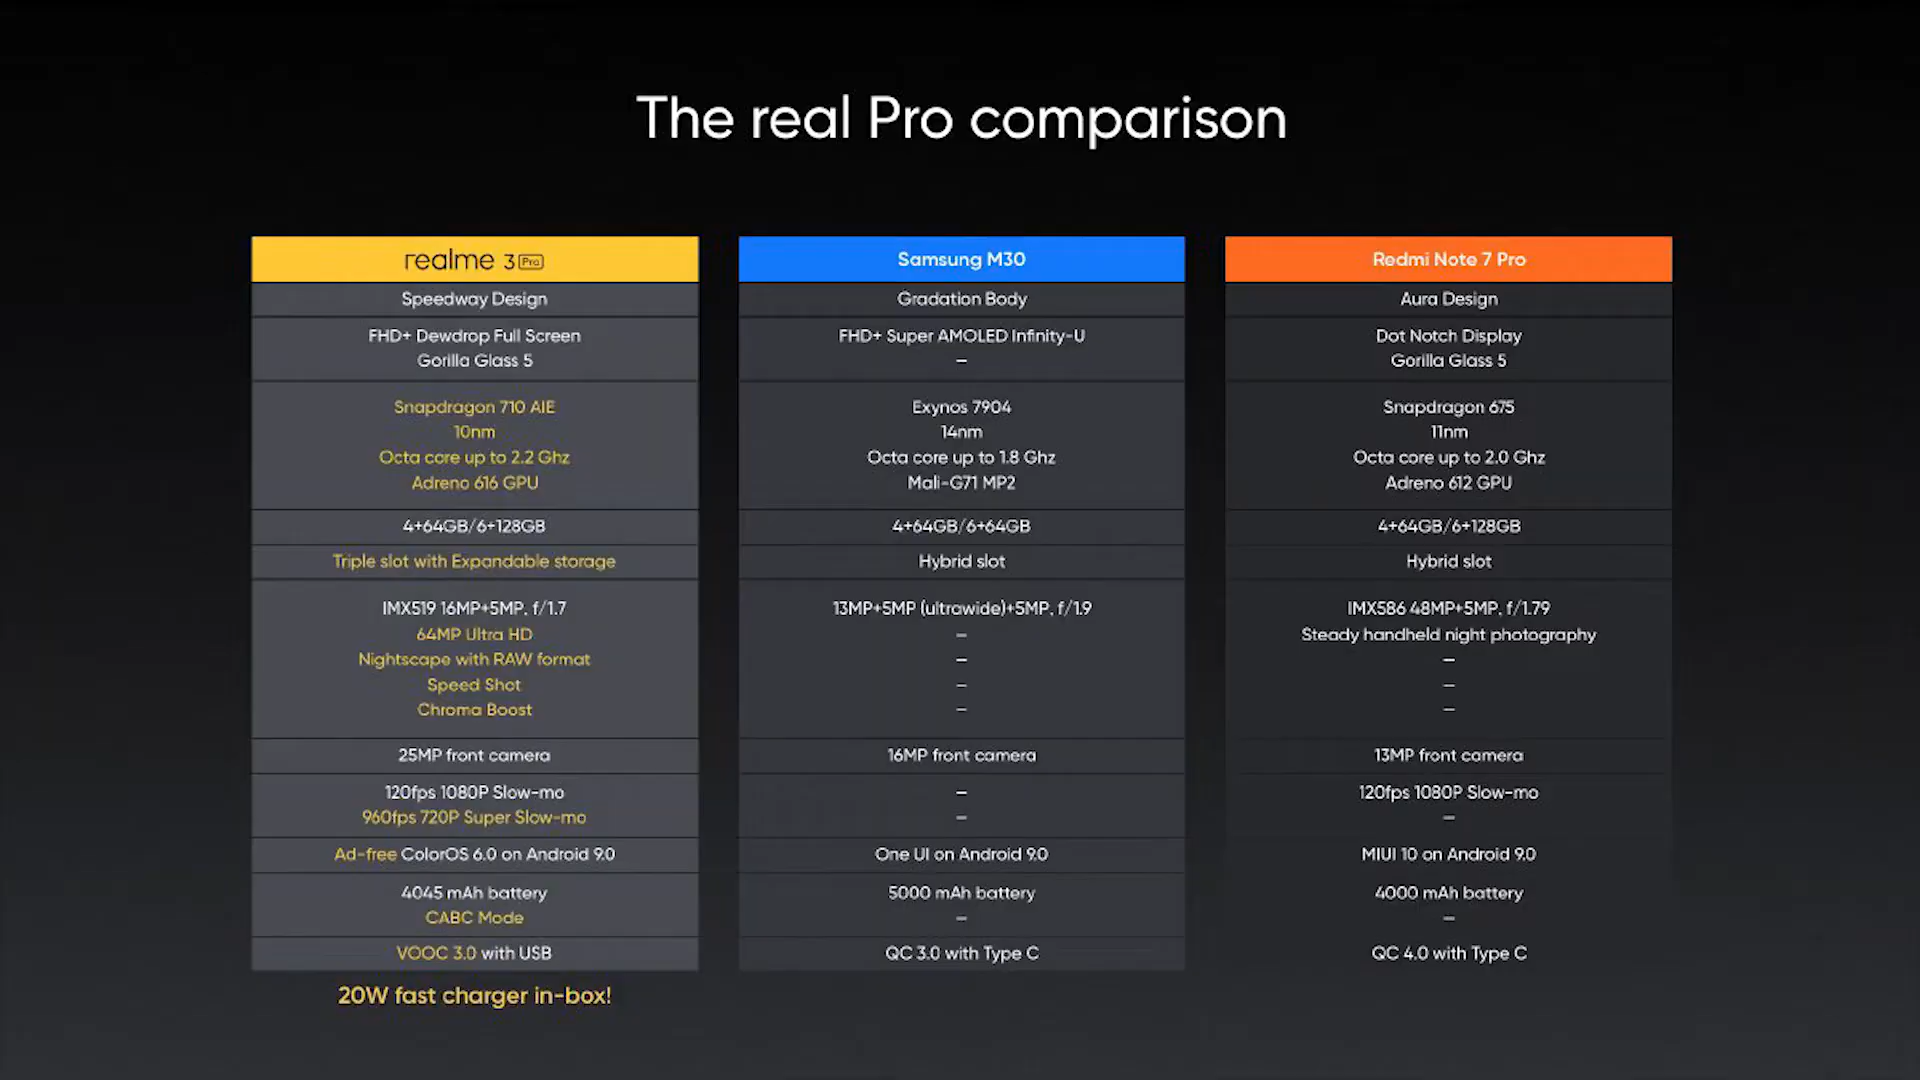 The real Pro comparison
realme 3 Pro
Speedway Design
FHD+ Dewdrop Full Screen
Gorilla Glass 5
Snapdragon 710 AIE
10nm
Octa core up to 2.2 Ghz
Adreno 616 GPU
4+64GB/6+128GB
Triple slot with Expandable storage
IMX519 16MP+5MP, f/1.7
64MP Ultra HD
Nightscape with RAW format
Speed Shot
Chroma Boost
25MP front camera
120fps 1080P Slow-mo
960fps 720P Super Slow-mo
Ad-free ColorOS 6.0 on Android 9.0
4045 mAh battery
CABC Mode
VOOC 3.0 with USB
20W fast charger in-box!
Samsung M30
Gradation Body
FHD+ Super AMOLED Infinity-U
–
Exynos 7904
14nm
Octa core up to 1.8 Ghz
Mali-G71 MP2
4+64GB/6+64GB
Hybrid slot
13MP+5MP (ultrawide)+5MP, f/1.9
–
–
–
–
16MP front camera
–
–
One UI on Android 9.0
5000 mAh battery
–
QC 3.0 with Type C
Redmi Note 7 Pro
Aura Design
Dot Notch Display
Gorilla Glass 5
Snapdragon 675
11nm
Octa core up to 2.0 Ghz
Adreno 612 GPU
4+64GB/6+128GB
Hybrid slot
IMX586 48MP+5MP, f/1.79
Steady handheld night photography
–
–
–
13MP front camera
120fps 1080P Slow-mo
–
MIUI 10 on Android 9.0
4000 mAh battery
–
QC 4.0 with Type C